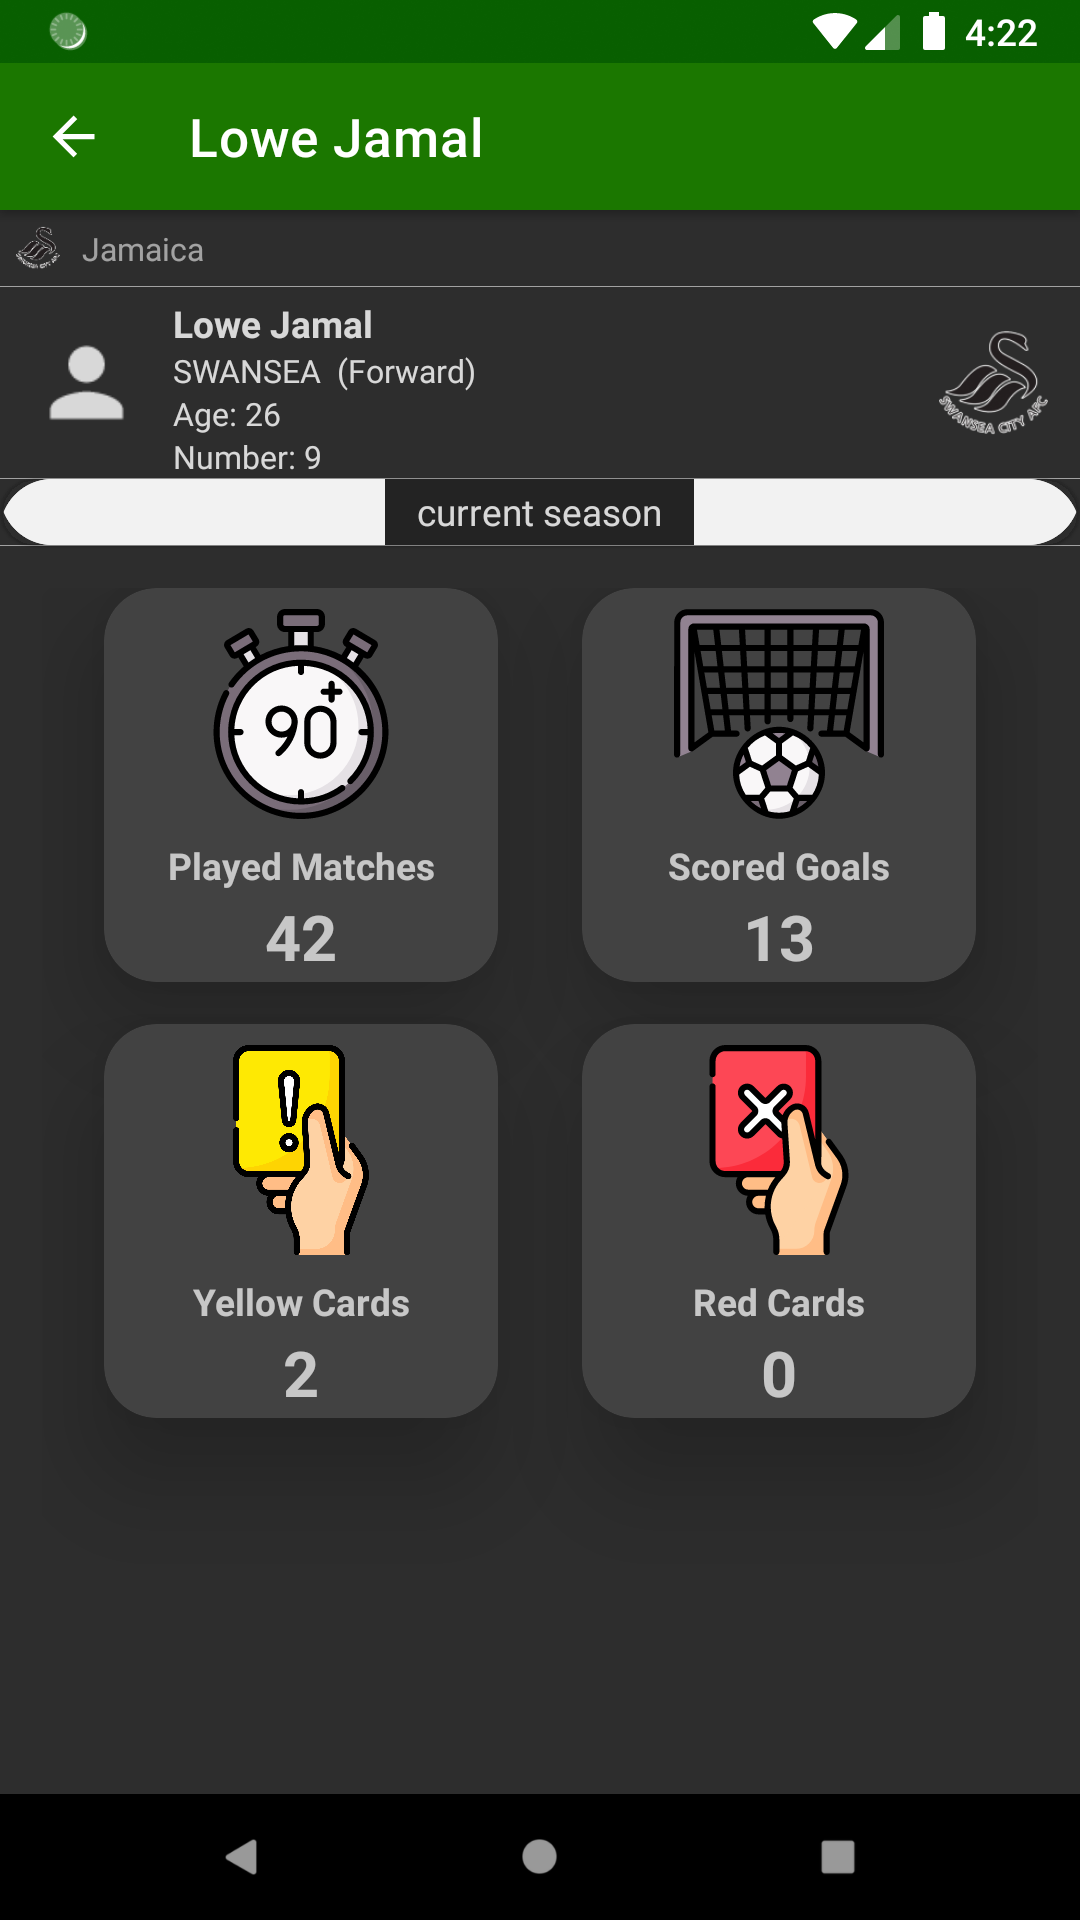 4:22
Lowe Jamal
Jamaica
Lowe Jamal
SWANSEA (Forward)
Age: 26
Number: 9
SWANSEA CITY AFC
current season
90+
Played Matches
42
Scored Goals
13
!
Yellow Cards
2
Red Cards
0